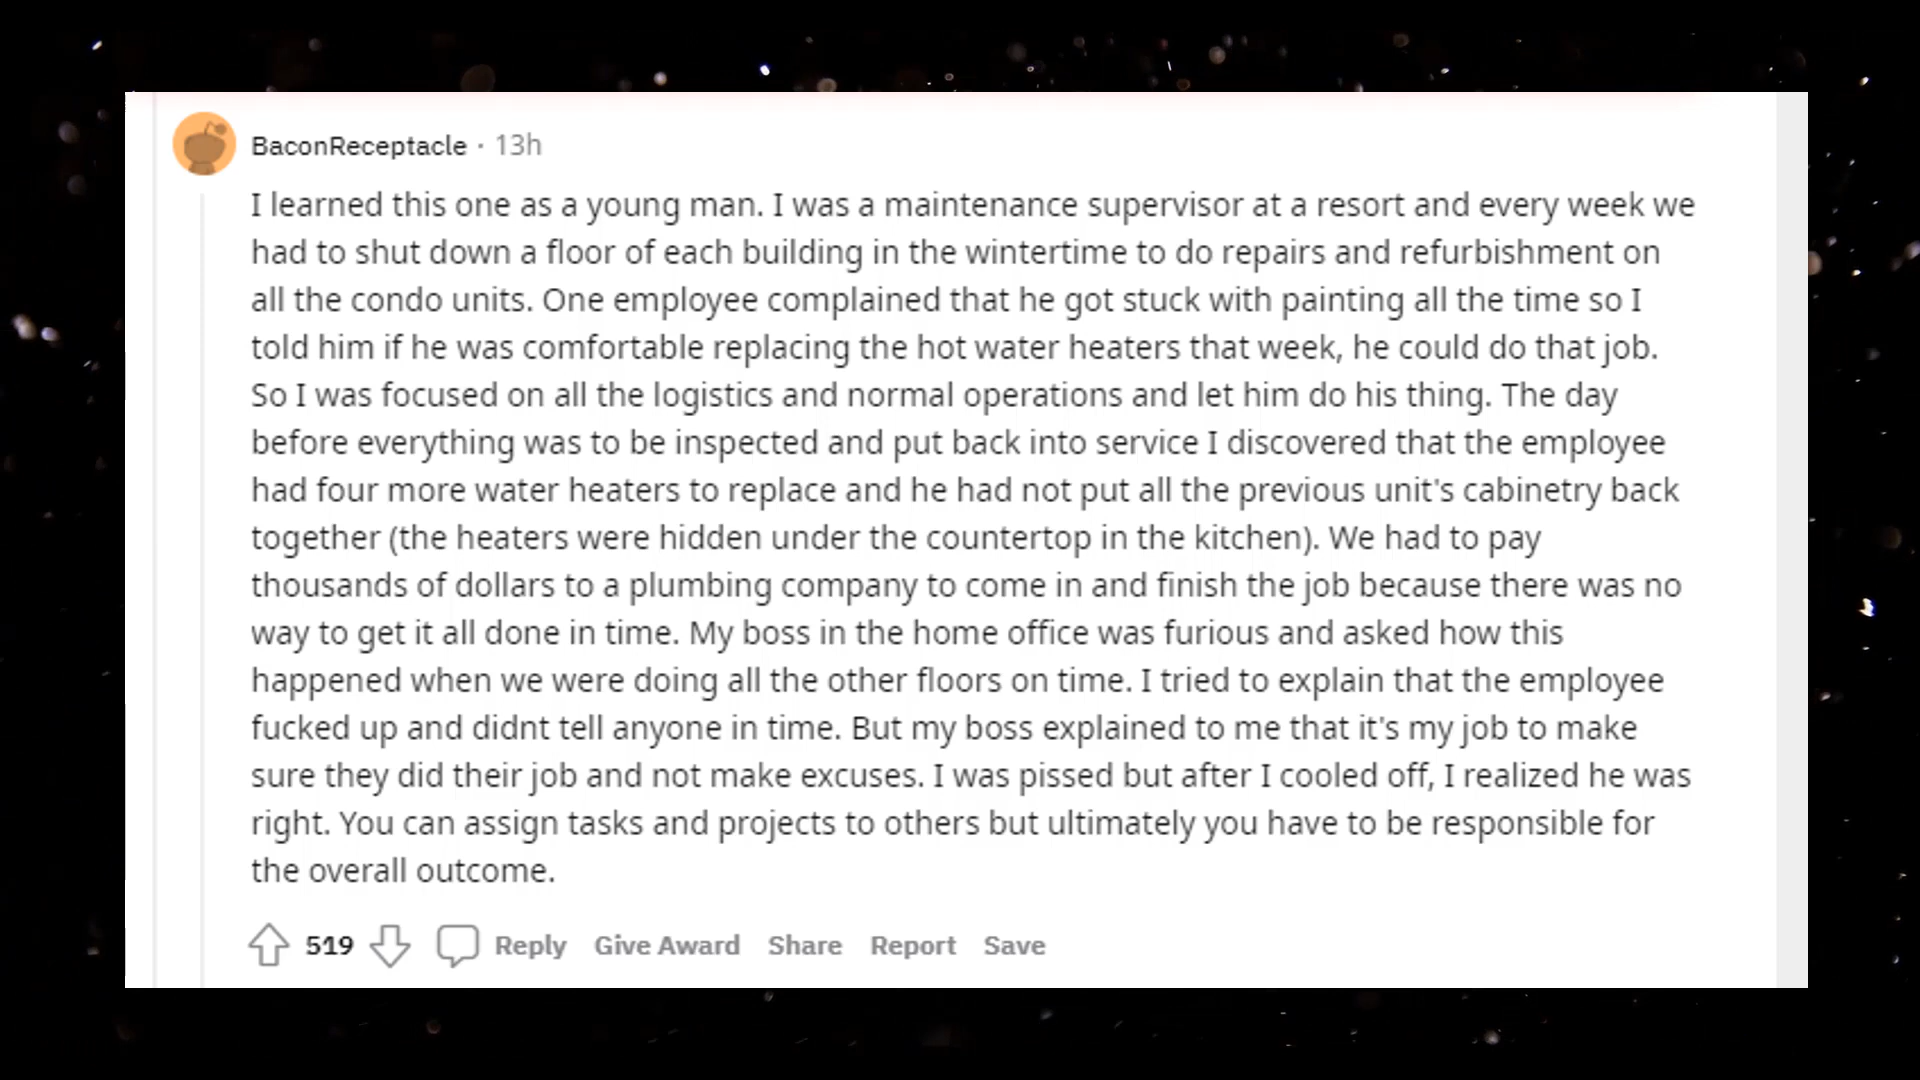 BaconReceptacle · 13h
I learned this one as a young man. I was a maintenance supervisor at a resort and every week we
had to shut down a floor of each building in the wintertime to do repairs and refurbishment on
all the condo units. One employee complained that he got stuck with painting all the time so I
told him if he was comfortable replacing the hot water heaters that week, he could do that job.
So I was focused on all the logistics and normal operations and let him do his thing. The day
before everything was to be inspected and put back into service I discovered that the employee
had four more water heaters to replace and he had not put all the previous unit's cabinetry back
together (the heaters were hidden under the countertop in the kitchen). We had to pay
thousands of dollars to a plumbing company to come in and finish the job because there was no
way to get it all done in time. My boss in the home office was furious and asked how this
happened when we were doing all the other floors on time. I tried to explain that the employee
fucked up and didnt tell anyone in time. But my boss explained to me that it's my job to make
sure they did their job and not make excuses. I was pissed but after I cooled off, I realized he was
right. You can assign tasks and projects to others but ultimately you have to be responsible for
the overall outcome.
519 Reply Give Award Share Report Save